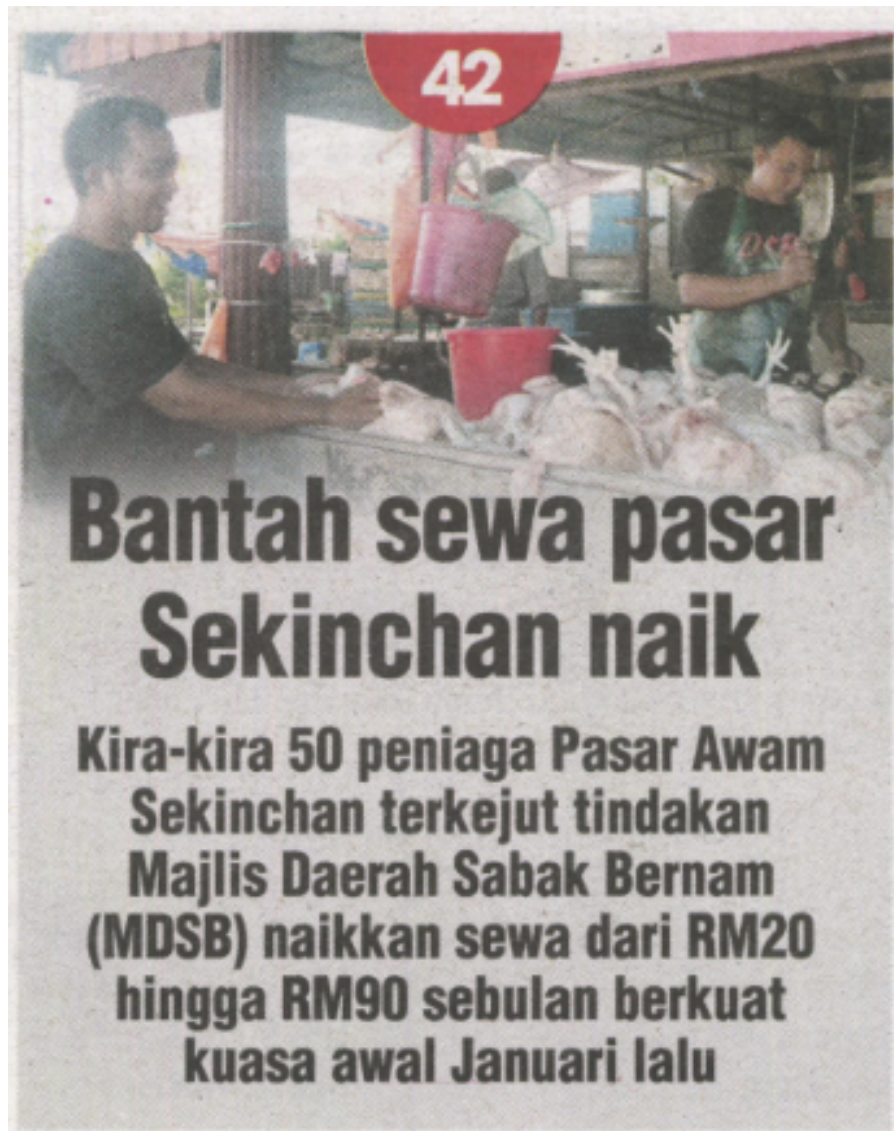 42
Bantah sewa pasar
Sekinchan naik
Kira-kira 50 peniaga Pasar Awam
Sekinchan terkejut tindakan
Majlis Daerah Sabak Bernam
(MDSB) naikkan sewa dari RM20
hingga RM90 sebulan berkuat
kuasa awal Januari lalu